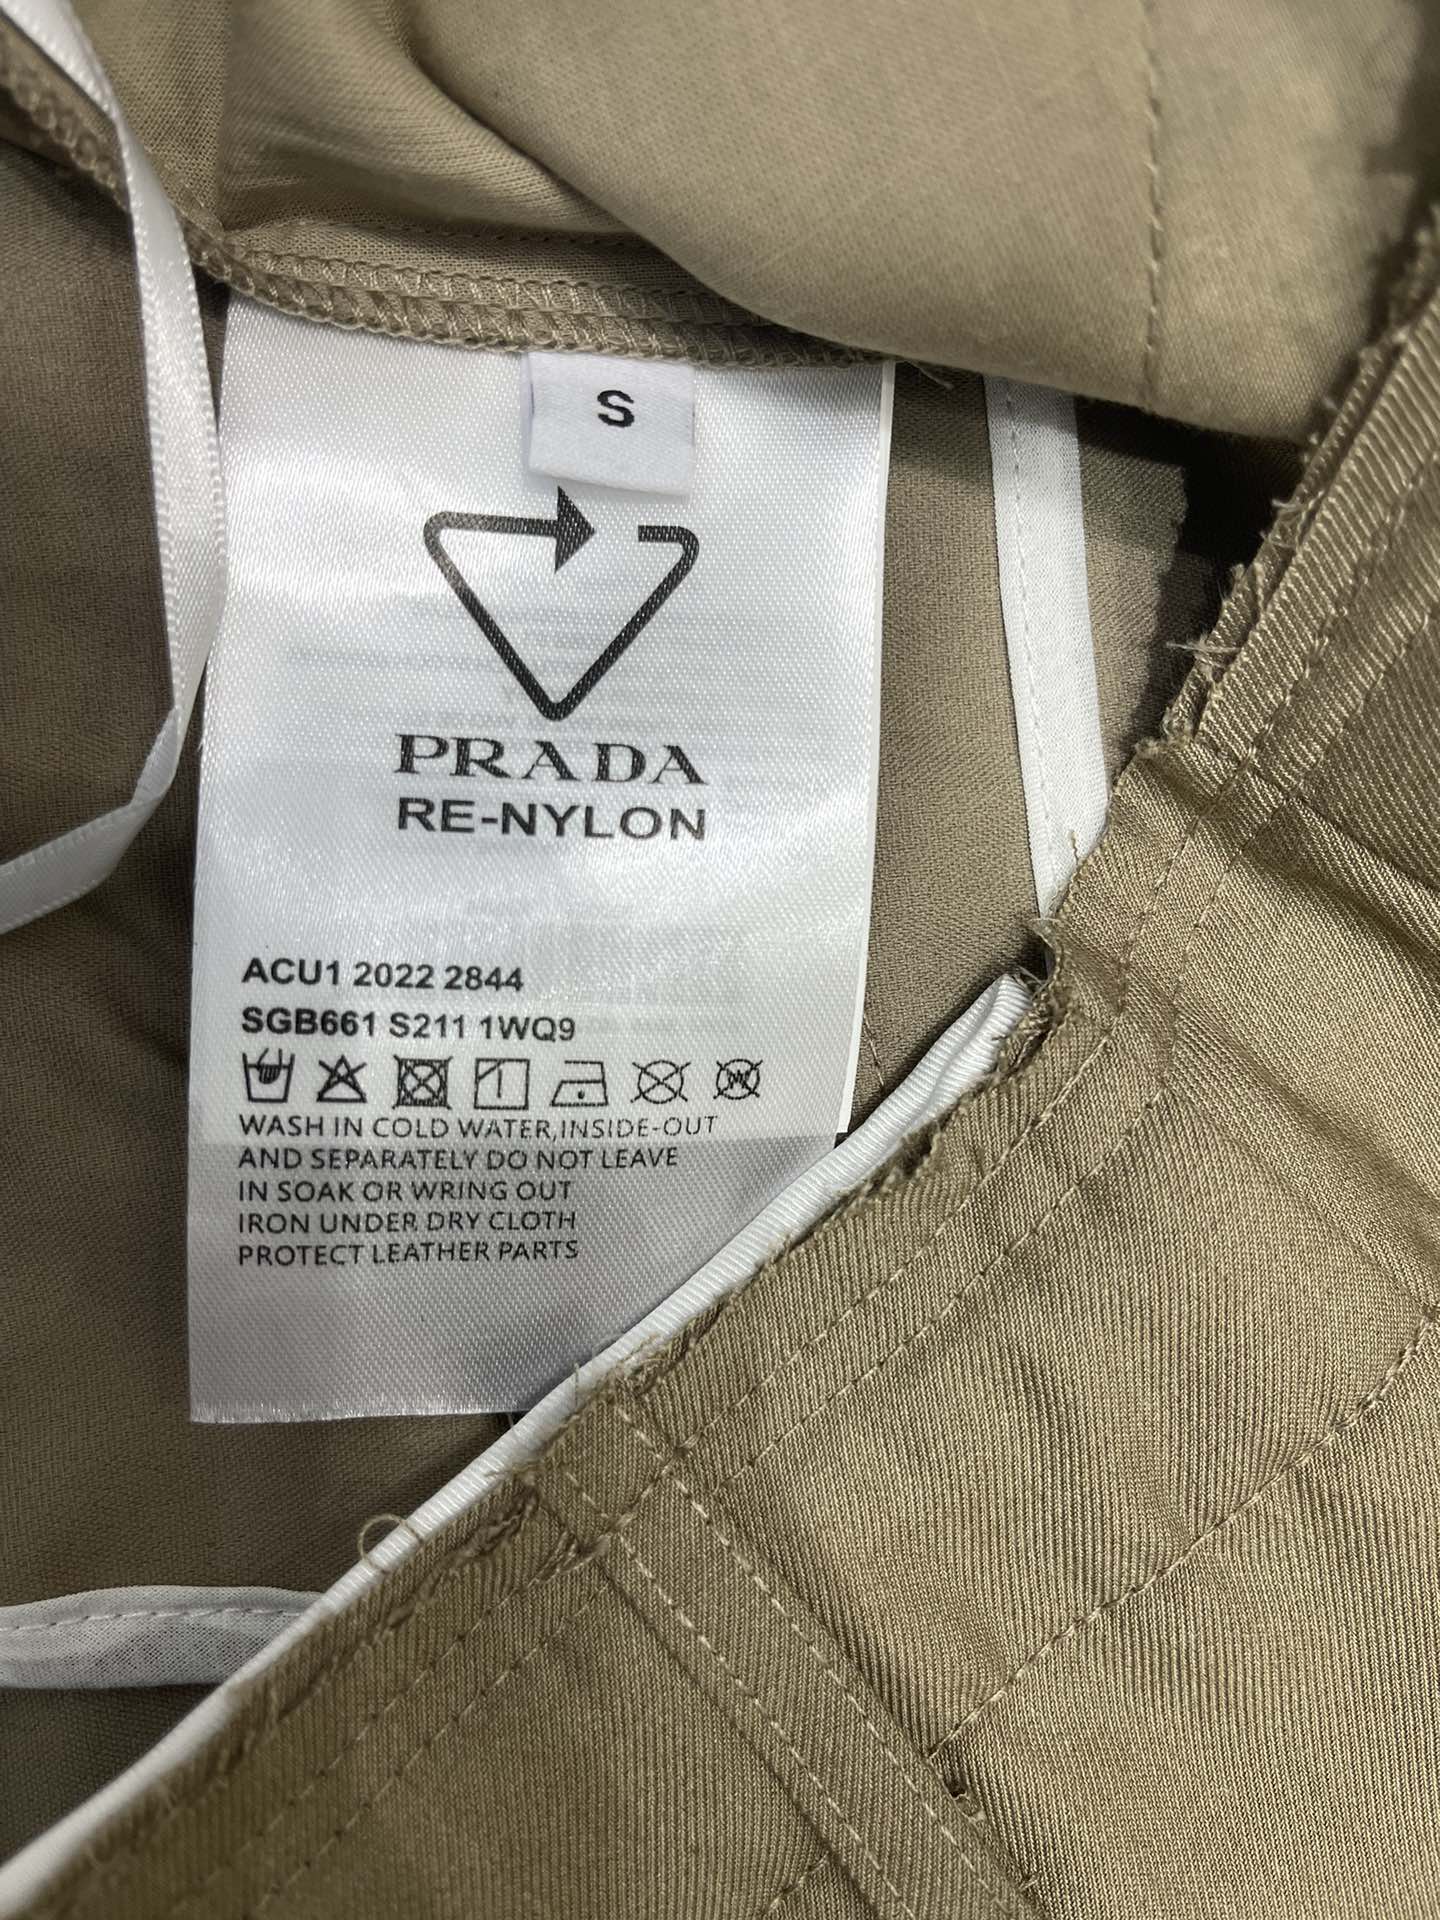 S
PRADA
RE-NYLON
ACU1 2022 2844
SGB661 S211 1WQ9
WASH IN COLD WATER,INSIDE-OUT
AND SEPARATELY DO NOT LEAVE
IN SOAK OR WRING OUT
IRON UNDER DRY CLOTH
PROTECT LEATHER PARTS